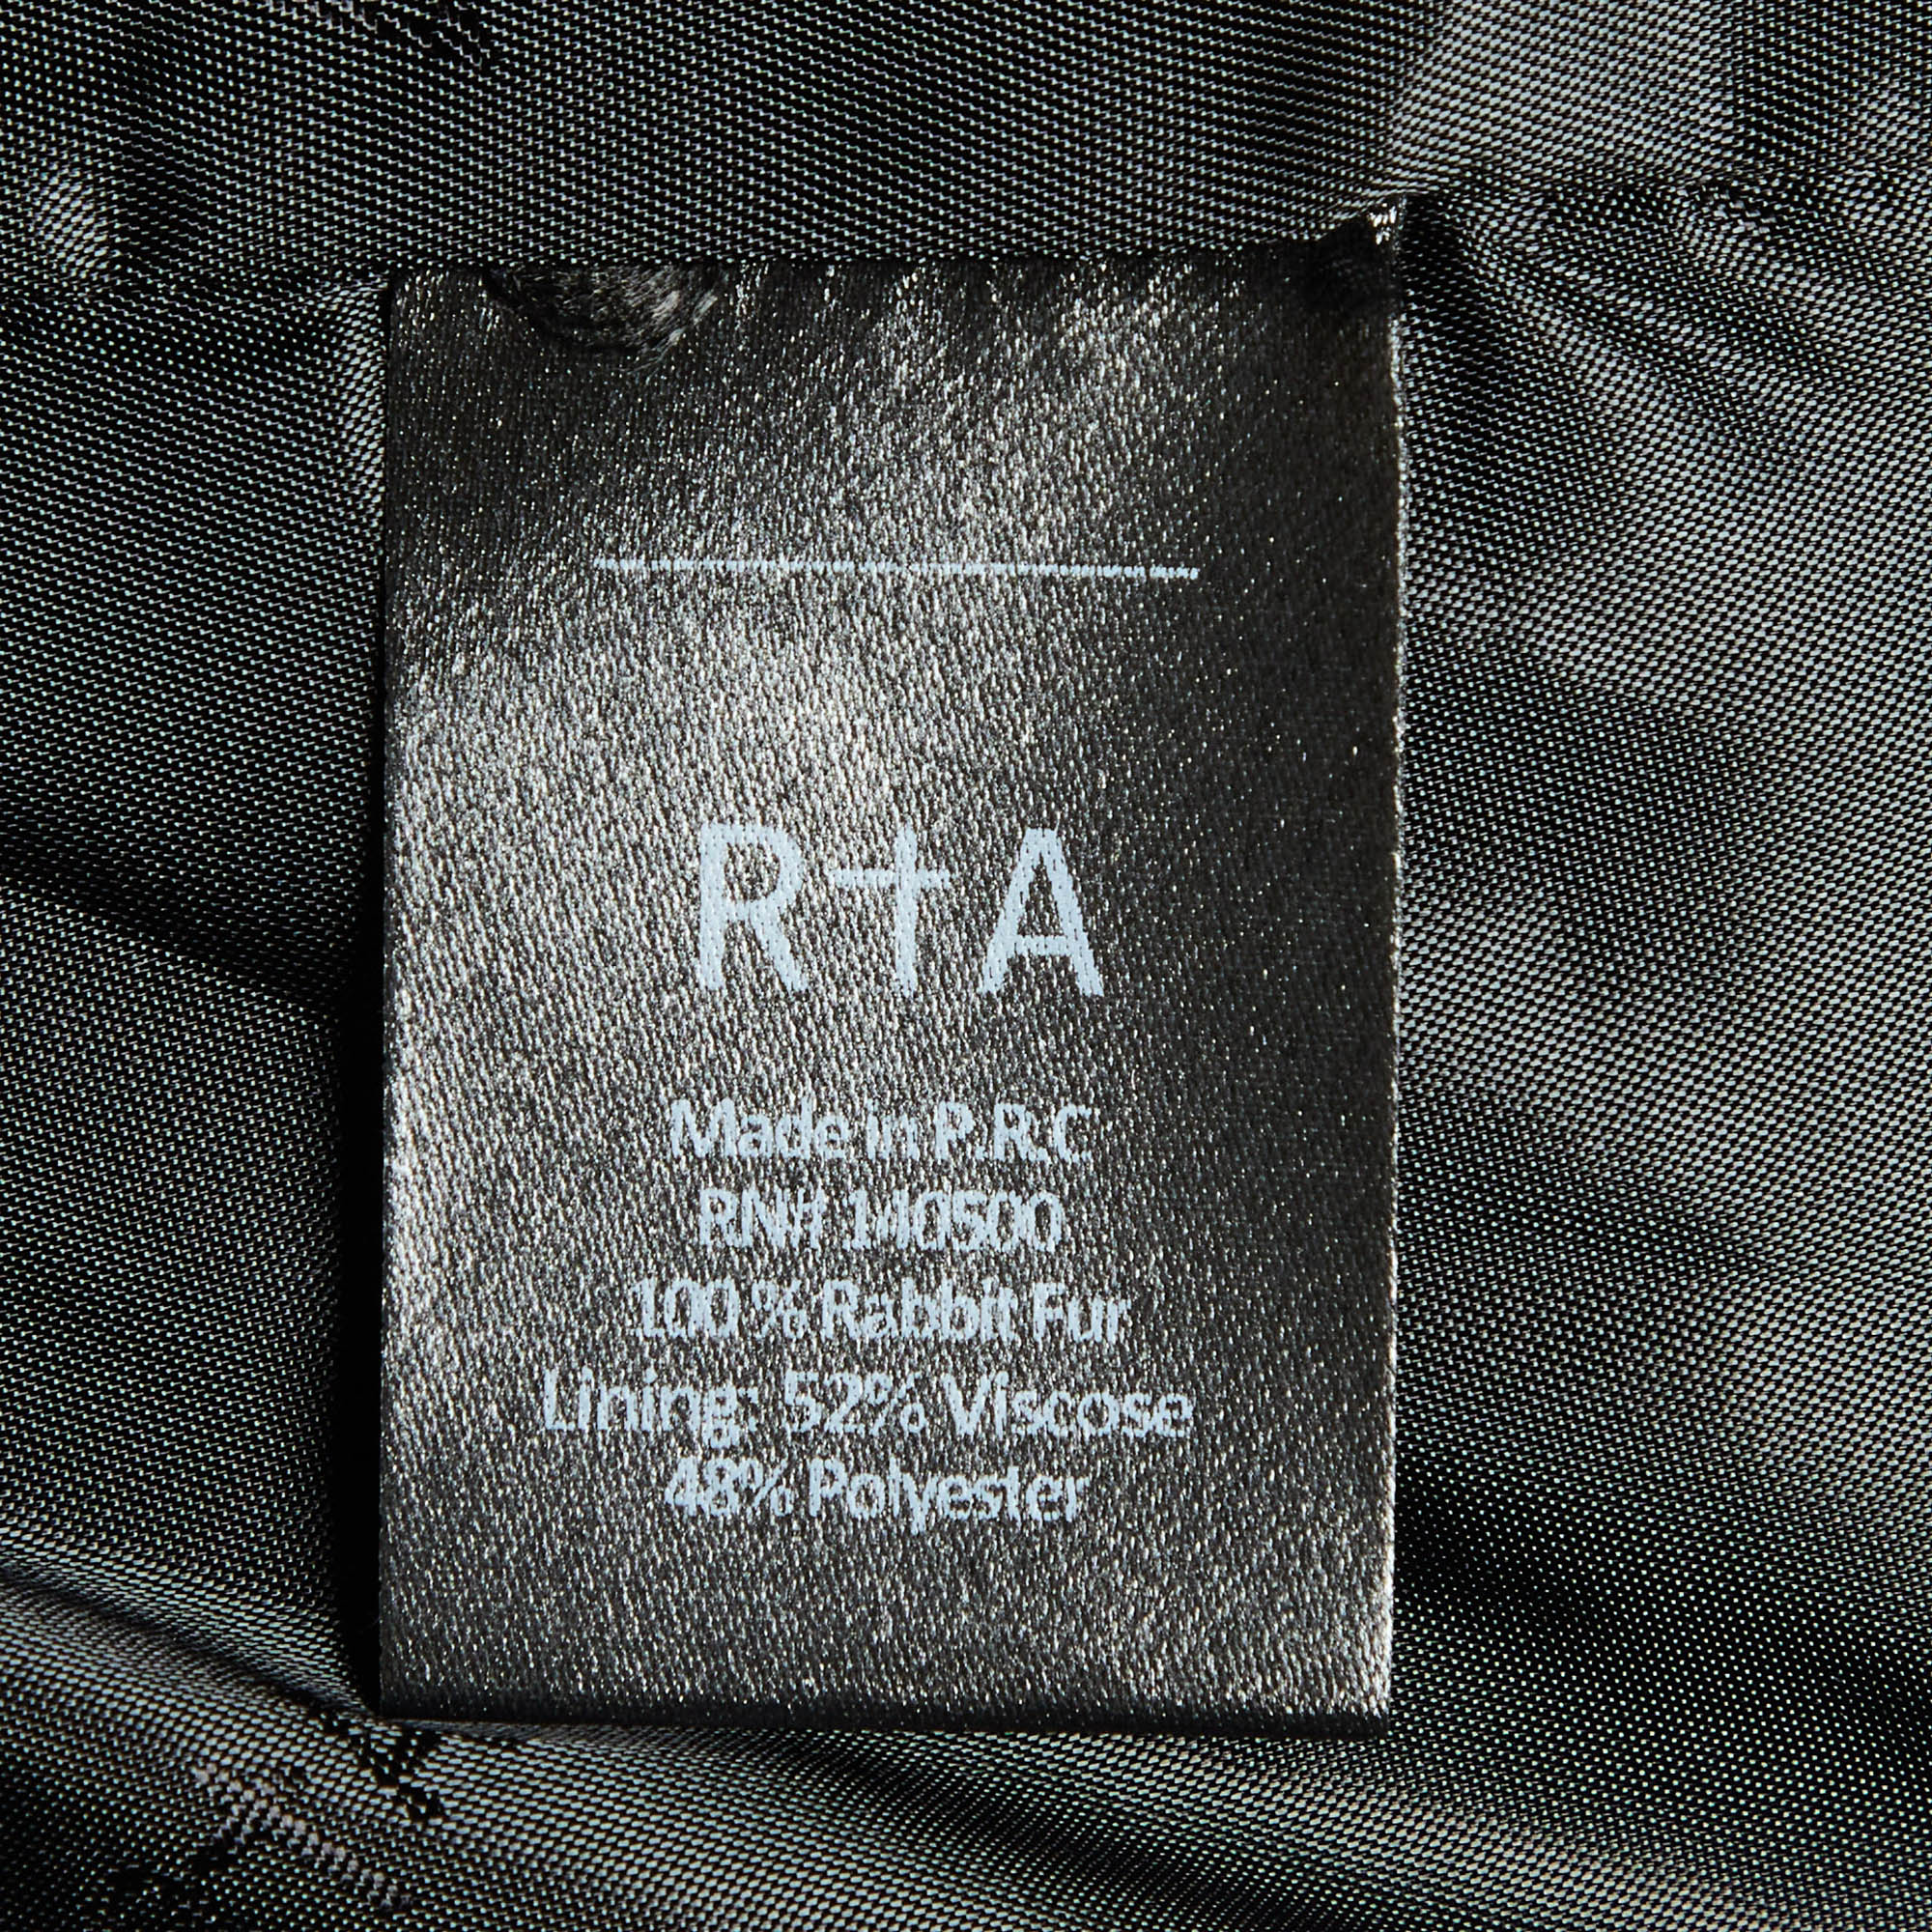 R†A
Made in P.R.C
RN# 140500
100 % Rabbit Fur
Lining: 52% Viscose
48% Polyester